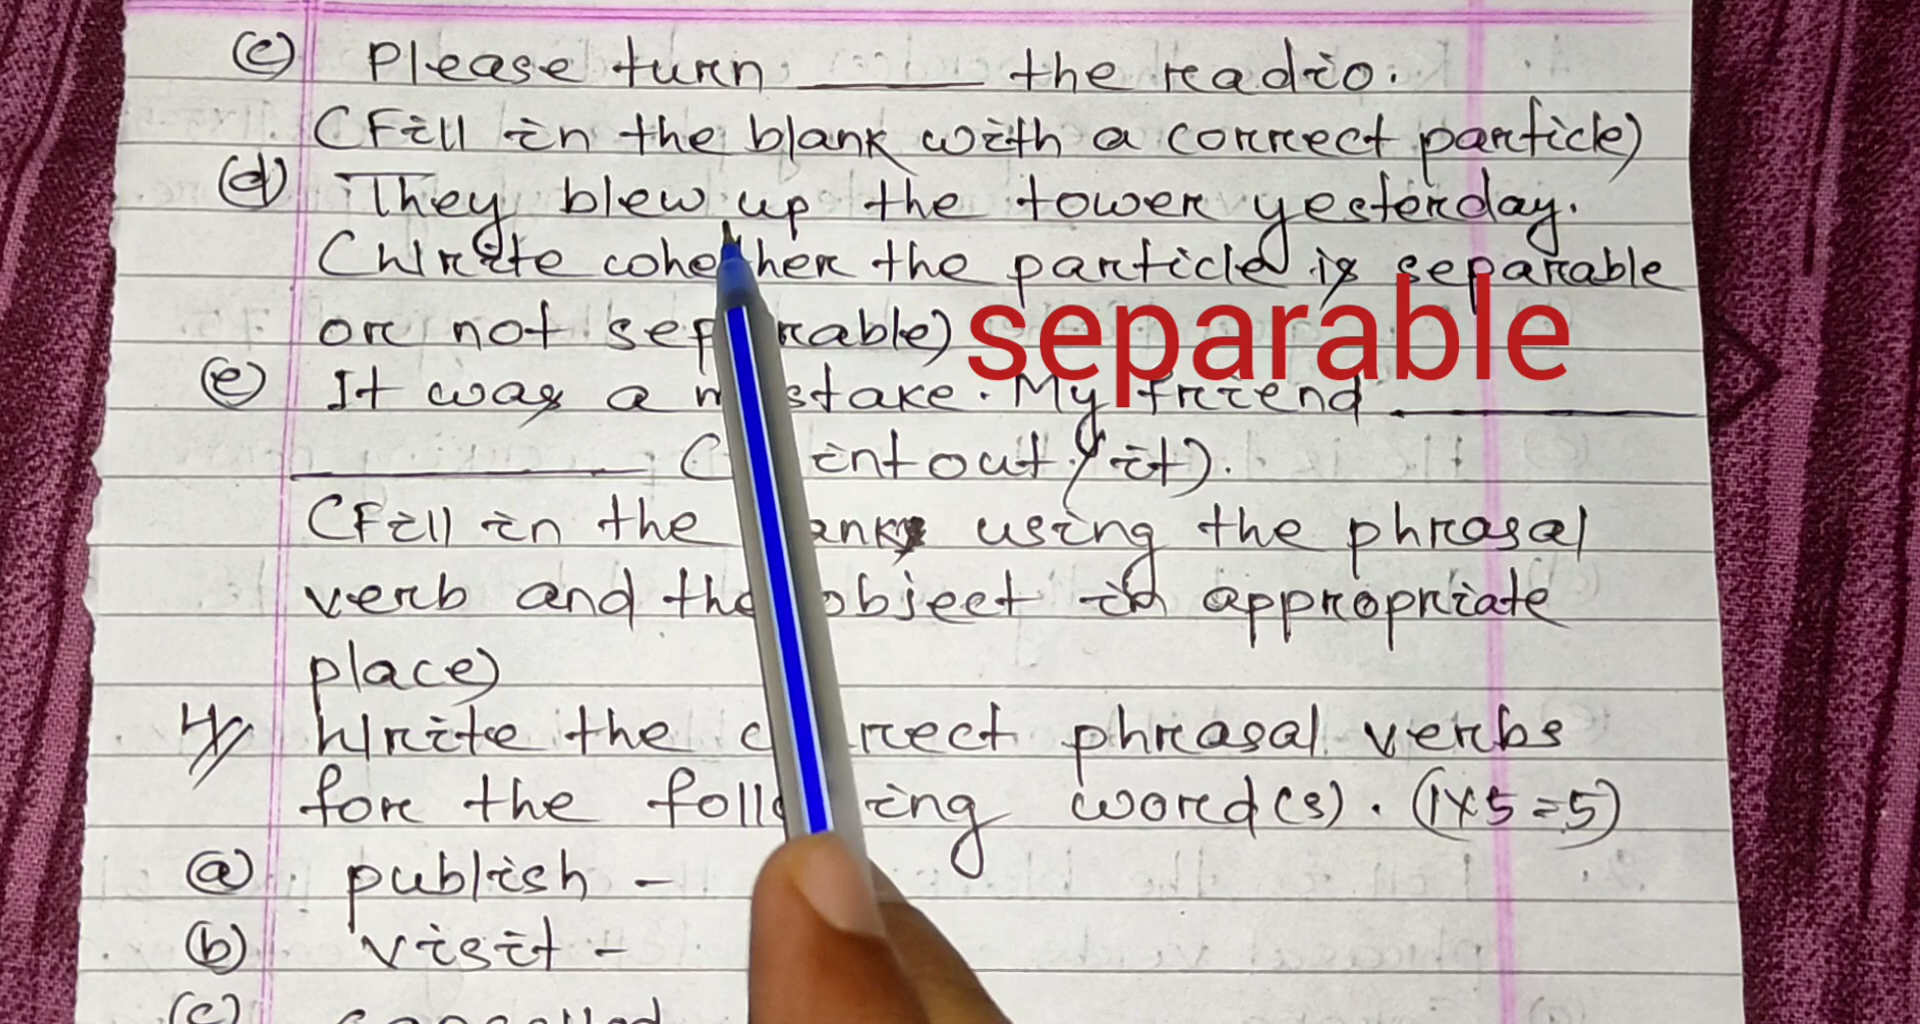 (c) Please turn ______ the radio.
(Fill in the blank with a correct particle)
(d) They blew up the tower yesterday.
(Write whether the particle is separable
or not separable) separable
(e) It was a mistake. My friend ______
______ (point out / it).
(Fill in the blanks using the phrasal
verb and the object in appropriate
place)
4// Write the correct phrasal verbs
for the following word(s). (1x5=5)
(a) publish -
(b) visit -
(c) cancelled